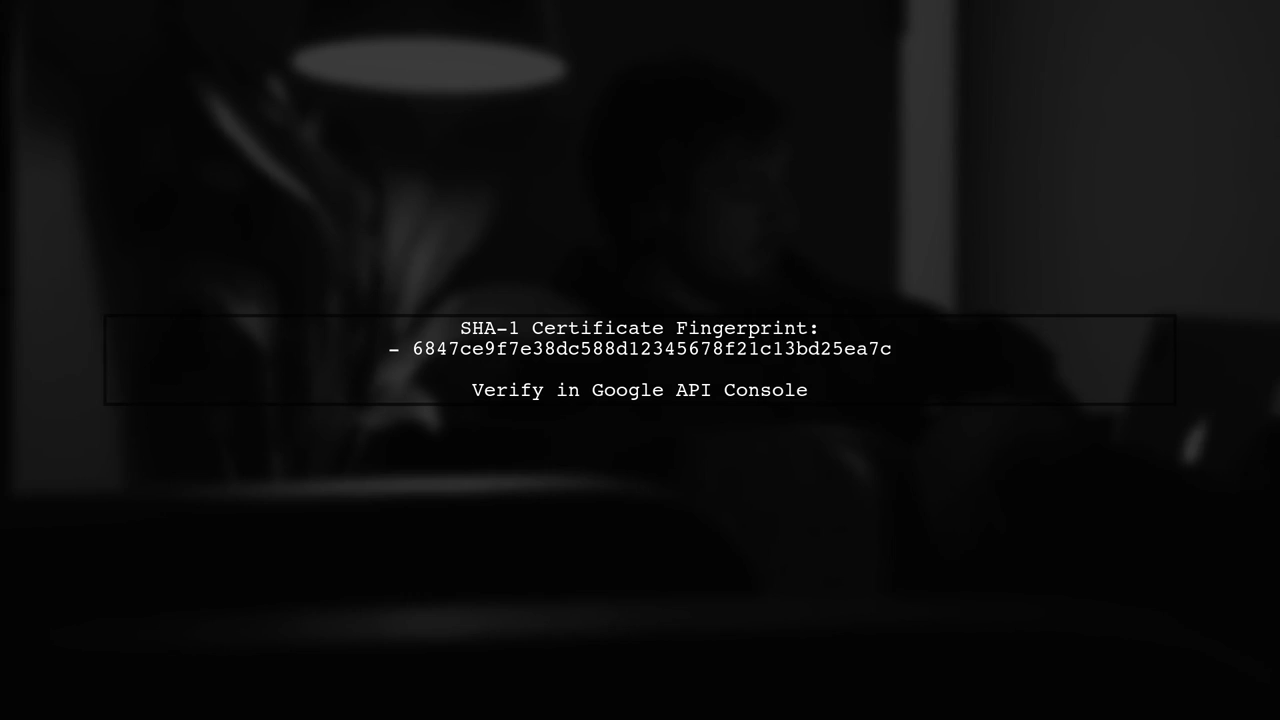 SHA-1 Certificate Fingerprint:
- 6847ce9f7e38dc588d12345678f21c13bd25ea7c
Verify in Google API Console